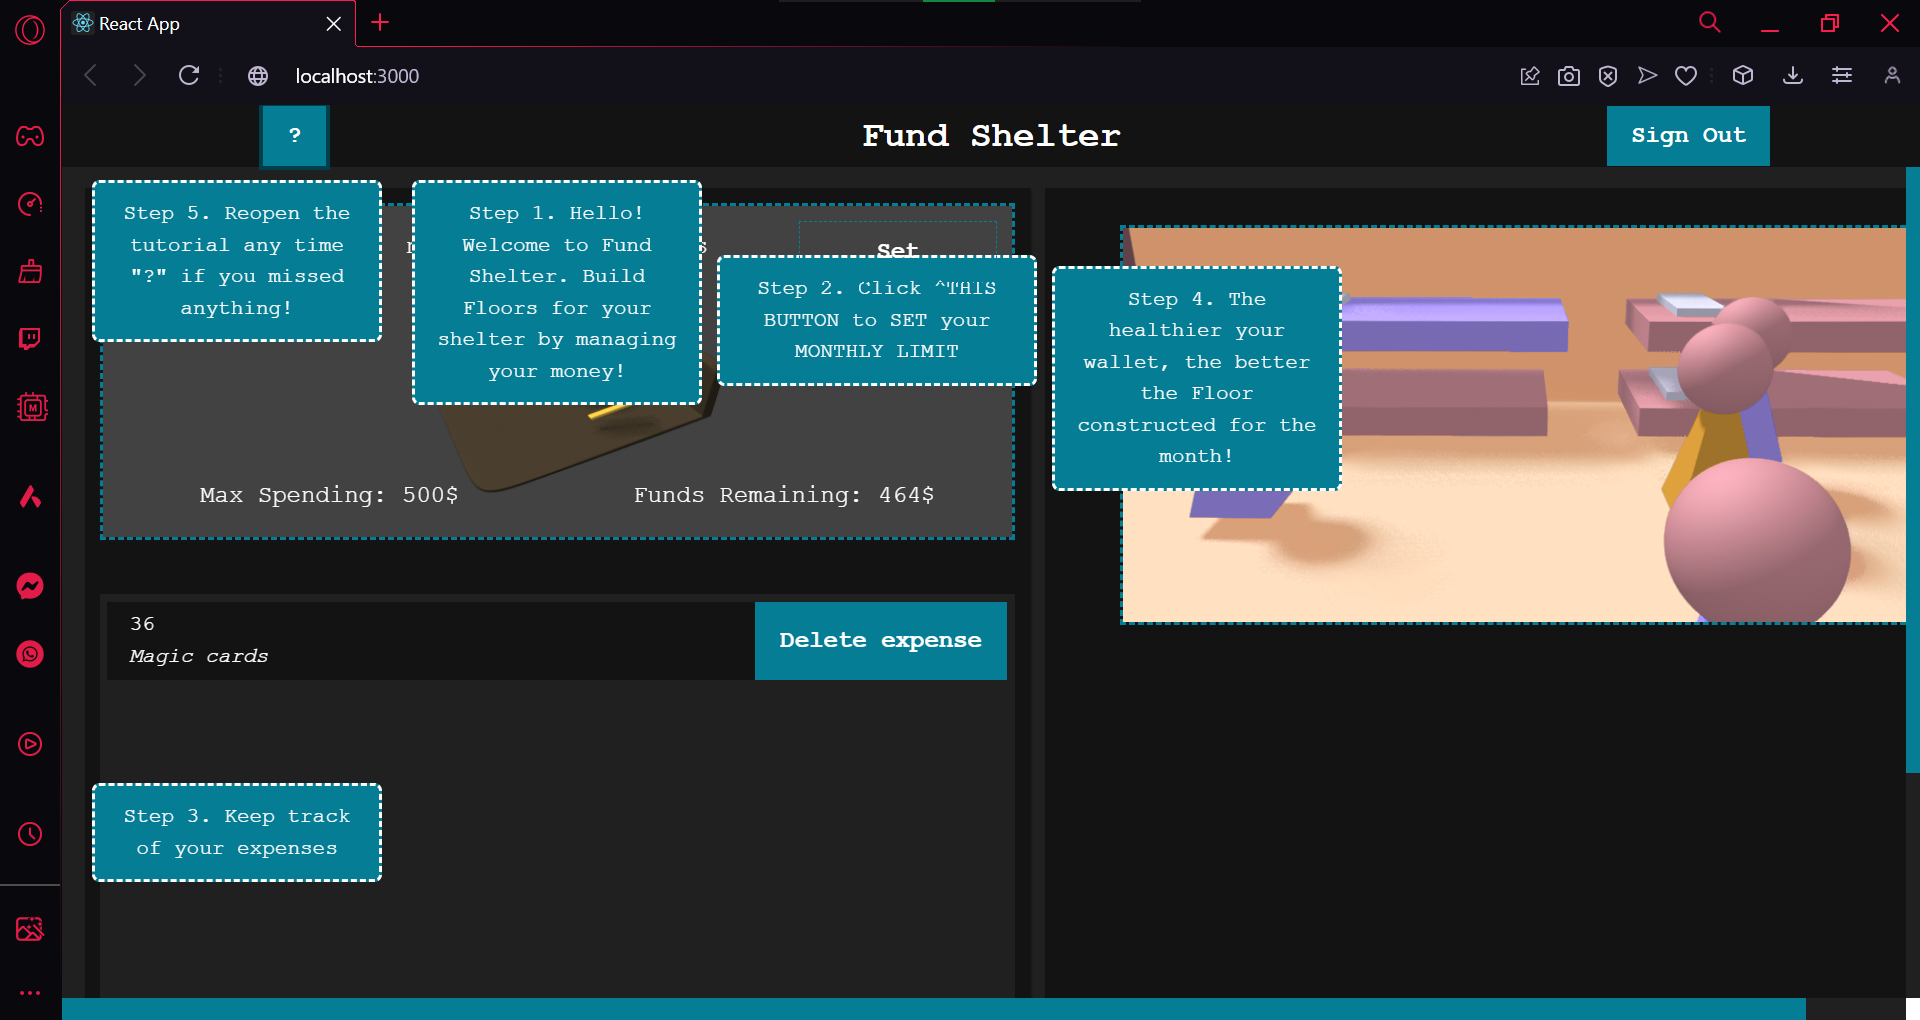 React App
localhost:3000
?
Fund Shelter
Sign Out
Step 5. Reopen the
tutorial any time
"?" if you missed
anything!
Step 1. Hello!
Welcome to Fund
Shelter. Build
Floors for your
shelter by managing
your money!
Set
Step 2. Click ^THIS
BUTTON to SET your
MONTHLY LIMIT
Step 4. The
healthier your
wallet, the better
the Floor
constructed for the
month!
Max Spending: 500$
Funds Remaining: 464$
36
Magic cards
Delete expense
Step 3. Keep track
of your expenses